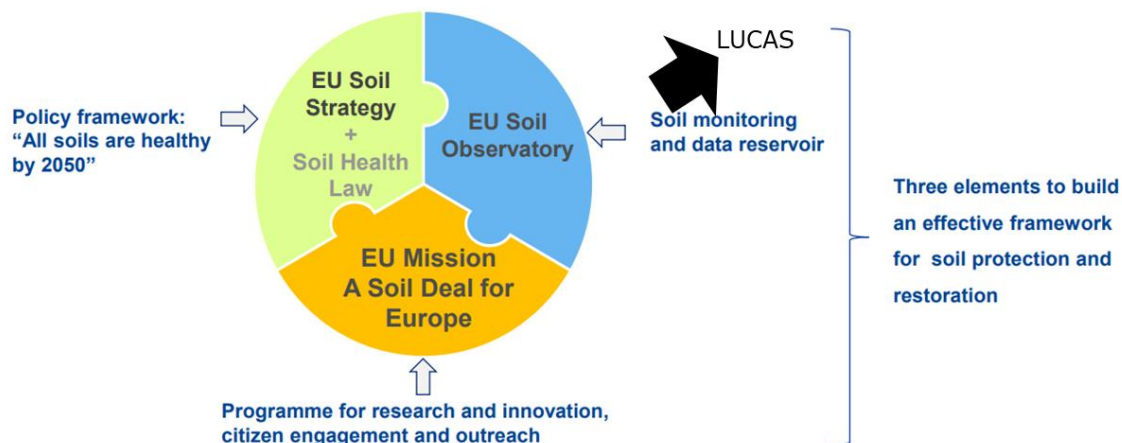 LUCAS
EU Soil
Strategy
+
Soil Health
Law
EU Soil
Observatory
EU Mission
A Soil Deal for
Europe
Policy framework:
“All soils are healthy
by 2050”
Soil monitoring
and data reservoir
Three elements to build
an effective framework
for soil protection and
restoration
Programme for research and innovation,
citizen engagement and outreach